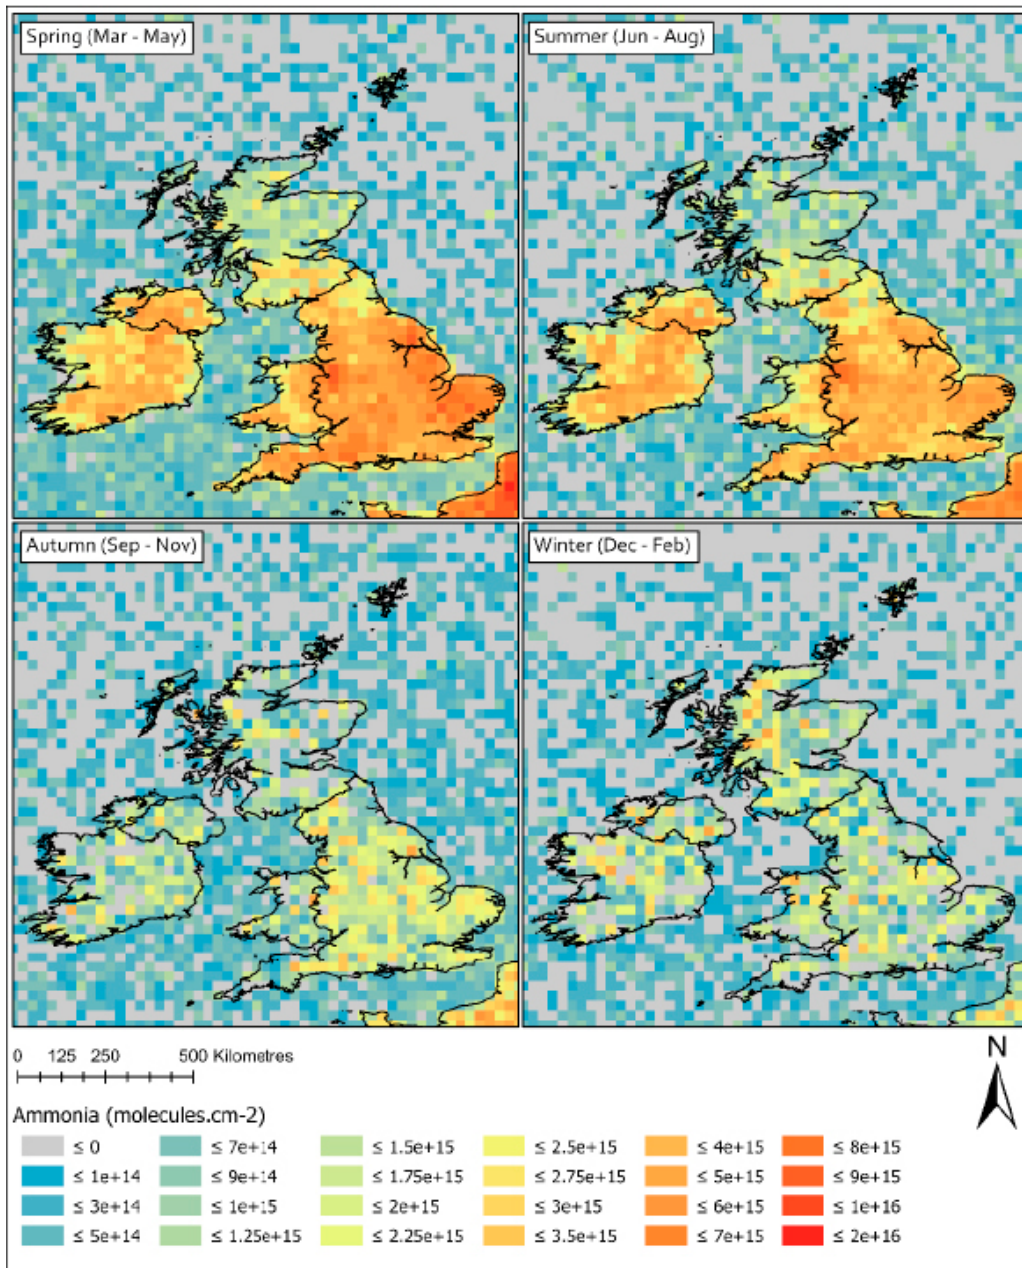 Spring (Mar - May)
Summer (Jun - Aug)
Autumn (Sep - Nov)
Winter (Dec - Feb)
0 125 250 500 Kilometres
N
Ammonia (molecules.cm-2)
≤ 0 ≤ 7e+14 ≤ 1.5e+15 ≤ 2.5e+15 ≤ 4e+15 ≤ 8e+15
≤ 1e+14 ≤ 9e+14 ≤ 1.75e+15 ≤ 2.75e+15 ≤ 5e+15 ≤ 9e+15
≤ 3e+14 ≤ 1e+15 ≤ 2e+15 ≤ 3e+15 ≤ 6e+15 ≤ 1e+16
≤ 5e+14 ≤ 1.25e+15 ≤ 2.25e+15 ≤ 3.5e+15 ≤ 7e+15 ≤ 2e+16